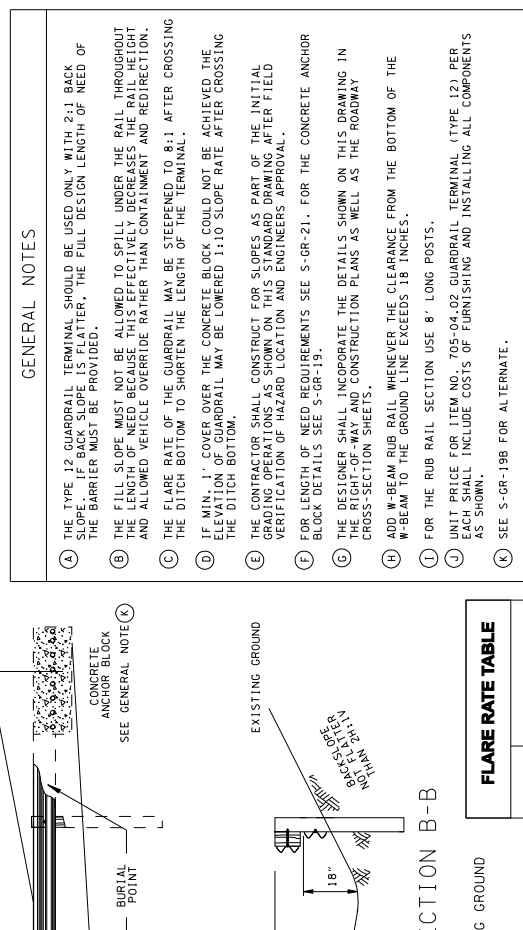 GENERAL NOTES
A THE TYPE 12 GUARDRAIL TERMINAL SHOULD BE USED ONLY WITH 2:1 BACK
SLOPE. IF BACK SLOPE IS FLATTER, THE FULL DESIGN LENGTH OF NEED OF
THE BARRIER MUST BE PROVIDED.
B THE FILL SLOPE MUST NOT BE ALLOWED TO SPILL UNDER THE RAIL THROUGHOUT
THE LENGTH OF NEED BECAUSE THIS EFFECTIVELY DECREASES THE RAIL HEIGHT
AND ALLOWED VEHICLE OVERRIDE RATHER THAN CONTAINMENT AND REDIRECTION.
C THE FLARE RATE OF THE GUARDRAIL MAY BE STEEPENED TO 8:1 AFTER CROSSING
THE DITCH BOTTOM TO SHORTEN THE LENGTH OF THE TERMINAL.
D IF MIN. 1' COVER OVER THE CONCRETE BLOCK COULD NOT BE ACHIEVED THE
ELEVATION OF GUARDRAIL MAY BE LOWERED 1:10 SLOPE RATE AFTER CROSSING
THE DITCH BOTTOM.
E THE CONTRACTOR SHALL CONSTRUCT FOR SLOPES AS PART OF THE INITIAL
GRADING OPERATIONS AS SHOWN ON THIS STANDARD DRAWING AFTER FIELD
VERIFICATION OF HAZARD LOCATION AND ENGINEERS APPROVAL.
F FOR LENGTH OF NEED REQUIREMENTS SEE S-GR-21. FOR THE CONCRETE ANCHOR
BLOCK DETAILS SEE S-GR-19.
G THE DESIGNER SHALL INCOPORATE THE DETAILS SHOWN ON THIS DRAWING IN
THE RIGHT-OF-WAY AND CONSTRUCTION PLANS AS WELL AS THE ROADWAY
CROSS-SECTION SHEETS.
H ADD W-BEAM RUB RAIL WHENEVER THE CLEARANCE FROM THE BOTTOM OF THE
W-BEAM TO THE GROUND LINE EXCEEDS 18 INCHES.
I FOR THE RUB RAIL SECTION USE 8' LONG POSTS.
J UNIT PRICE FOR ITEM NO. 705-04.02 GUARDRAIL TERMINAL (TYPE 12) PER
EACH SHALL INCLUDE COSTS OF FURNISHING AND INSTALLING ALL COMPONENTS
AS SHOWN.
K SEE S-GR-19B FOR ALTERNATE.
CONCRETE
ANCHOR BLOCK
SEE GENERAL NOTE K
BURIAL
POINT
EXISTING GROUND
BACKSLOPE
NOT FLATTER
THAN 2H:1V
18"
CTION B-B
FLARE RATE TABLE
G GROUND